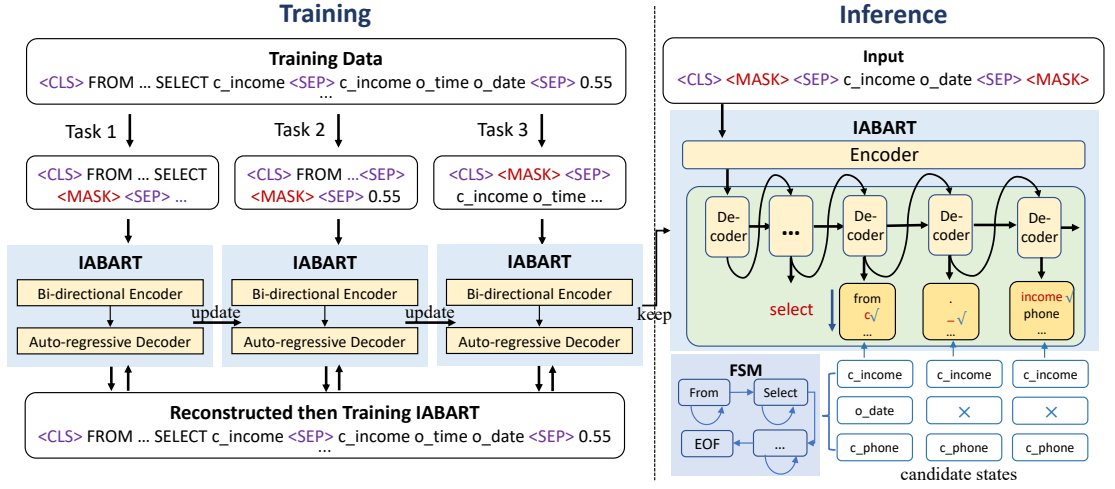 Training
Training Data
<CLS> FROM ... SELECT c_income <SEP> c_income o_time o_date <SEP> 0.55
...
Task 1
Task 2
Task 3
<CLS> FROM ... SELECT
<MASK> <SEP> ...
<CLS> FROM ...<SEP>
<MASK> <SEP> 0.55
<CLS> <MASK> <SEP>
c_income o_time ...
IABART
Bi-directional Encoder
Auto-regressive Decoder
update
IABART
Bi-directional Encoder
Auto-regressive Decoder
update
IABART
Bi-directional Encoder
Auto-regressive Decoder
keep
Reconstructed then Training IABART
<CLS> FROM ... SELECT c_income <SEP> c_income o_time o_date <SEP> 0.55
...
Inference
Input
<CLS> <MASK> <SEP> c_income o_date <SEP> <MASK>
IABART
Encoder
De-
coder
...
De-
coder
De-
coder
De-
coder
select
from
c√
...
.
_ √
...
income √
phone
...
FSM
From
Select
EOF
...
c_income
c_income
c_income
o_date
×
×
c_phone
c_phone
c_phone
candidate states